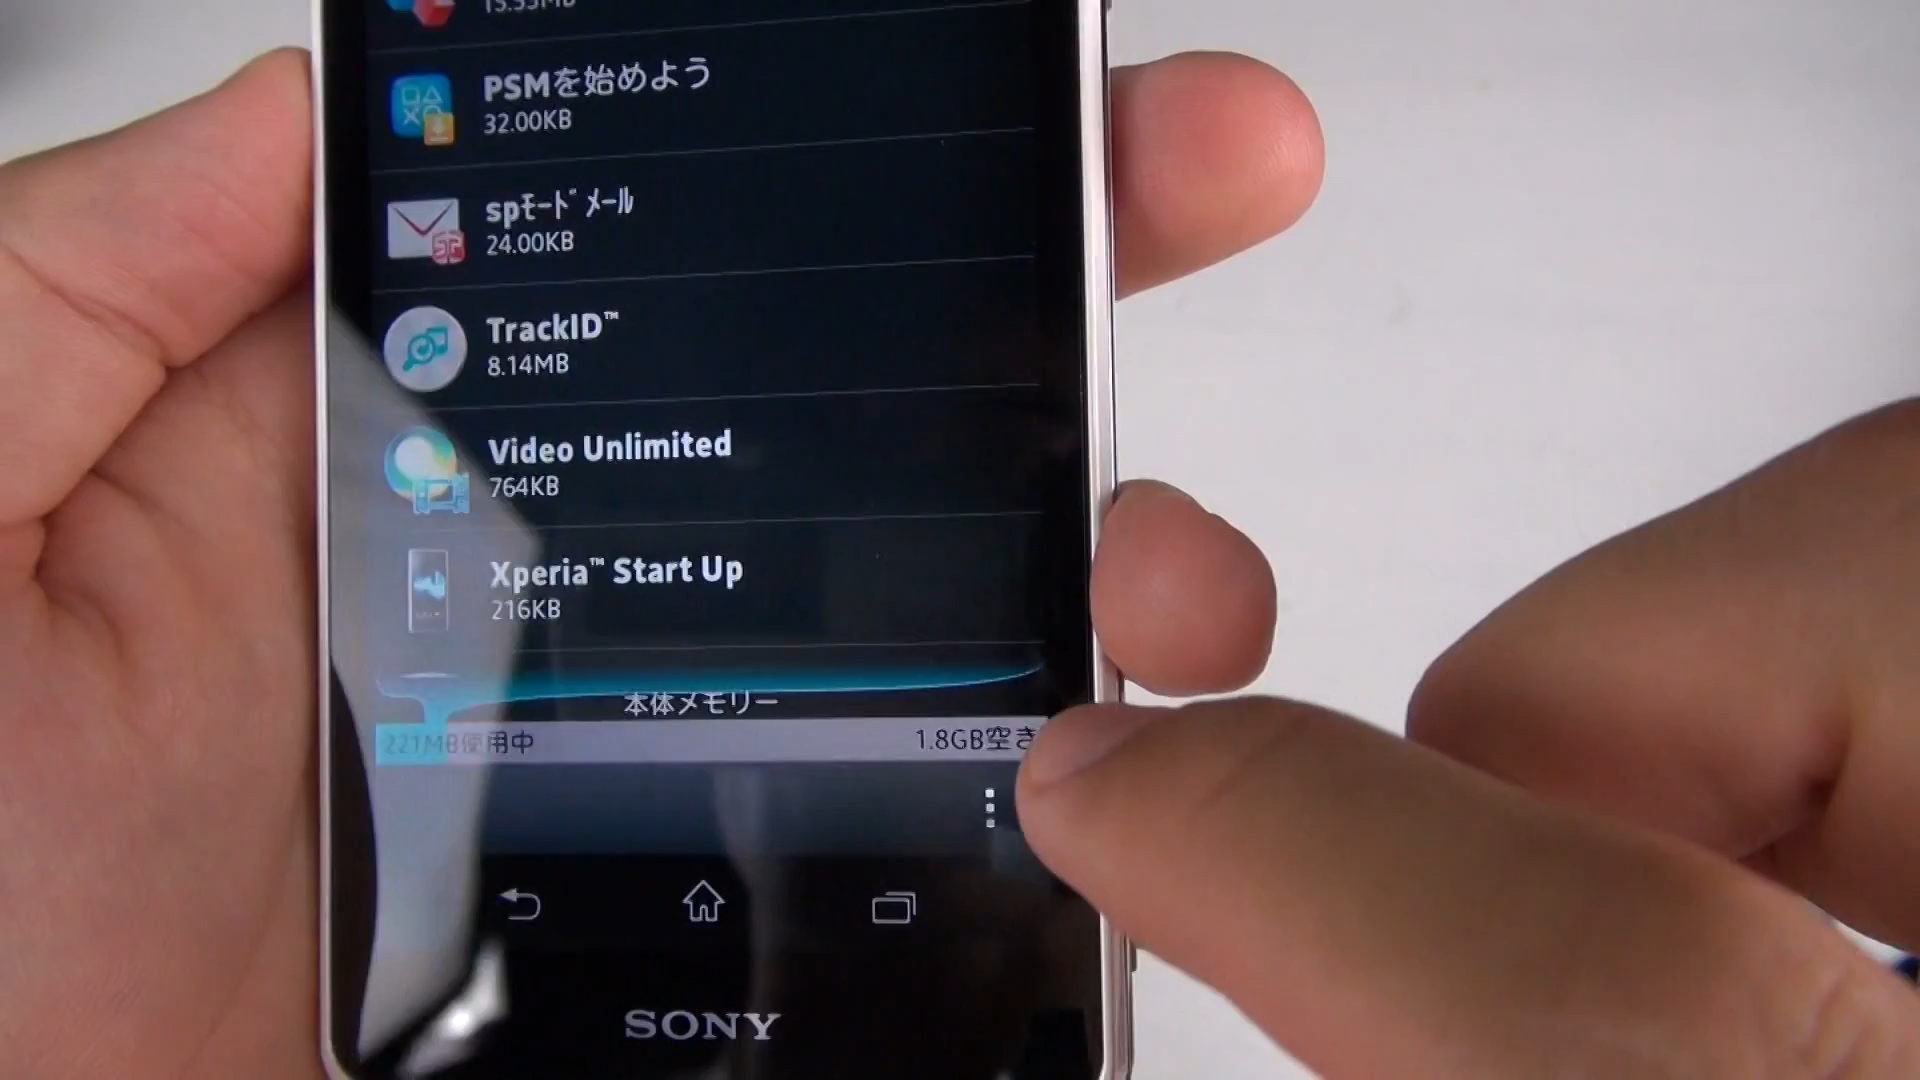 15.53MB
PSMを始めよう
32.00KB
spﾓｰﾄﾞﾒｰﾙ
24.00KB
TrackID™
8.14MB
Video Unlimited
764KB
Xperia™ Start Up
216KB
本体メモリー
221MB使用中 1.8GB空き
SONY